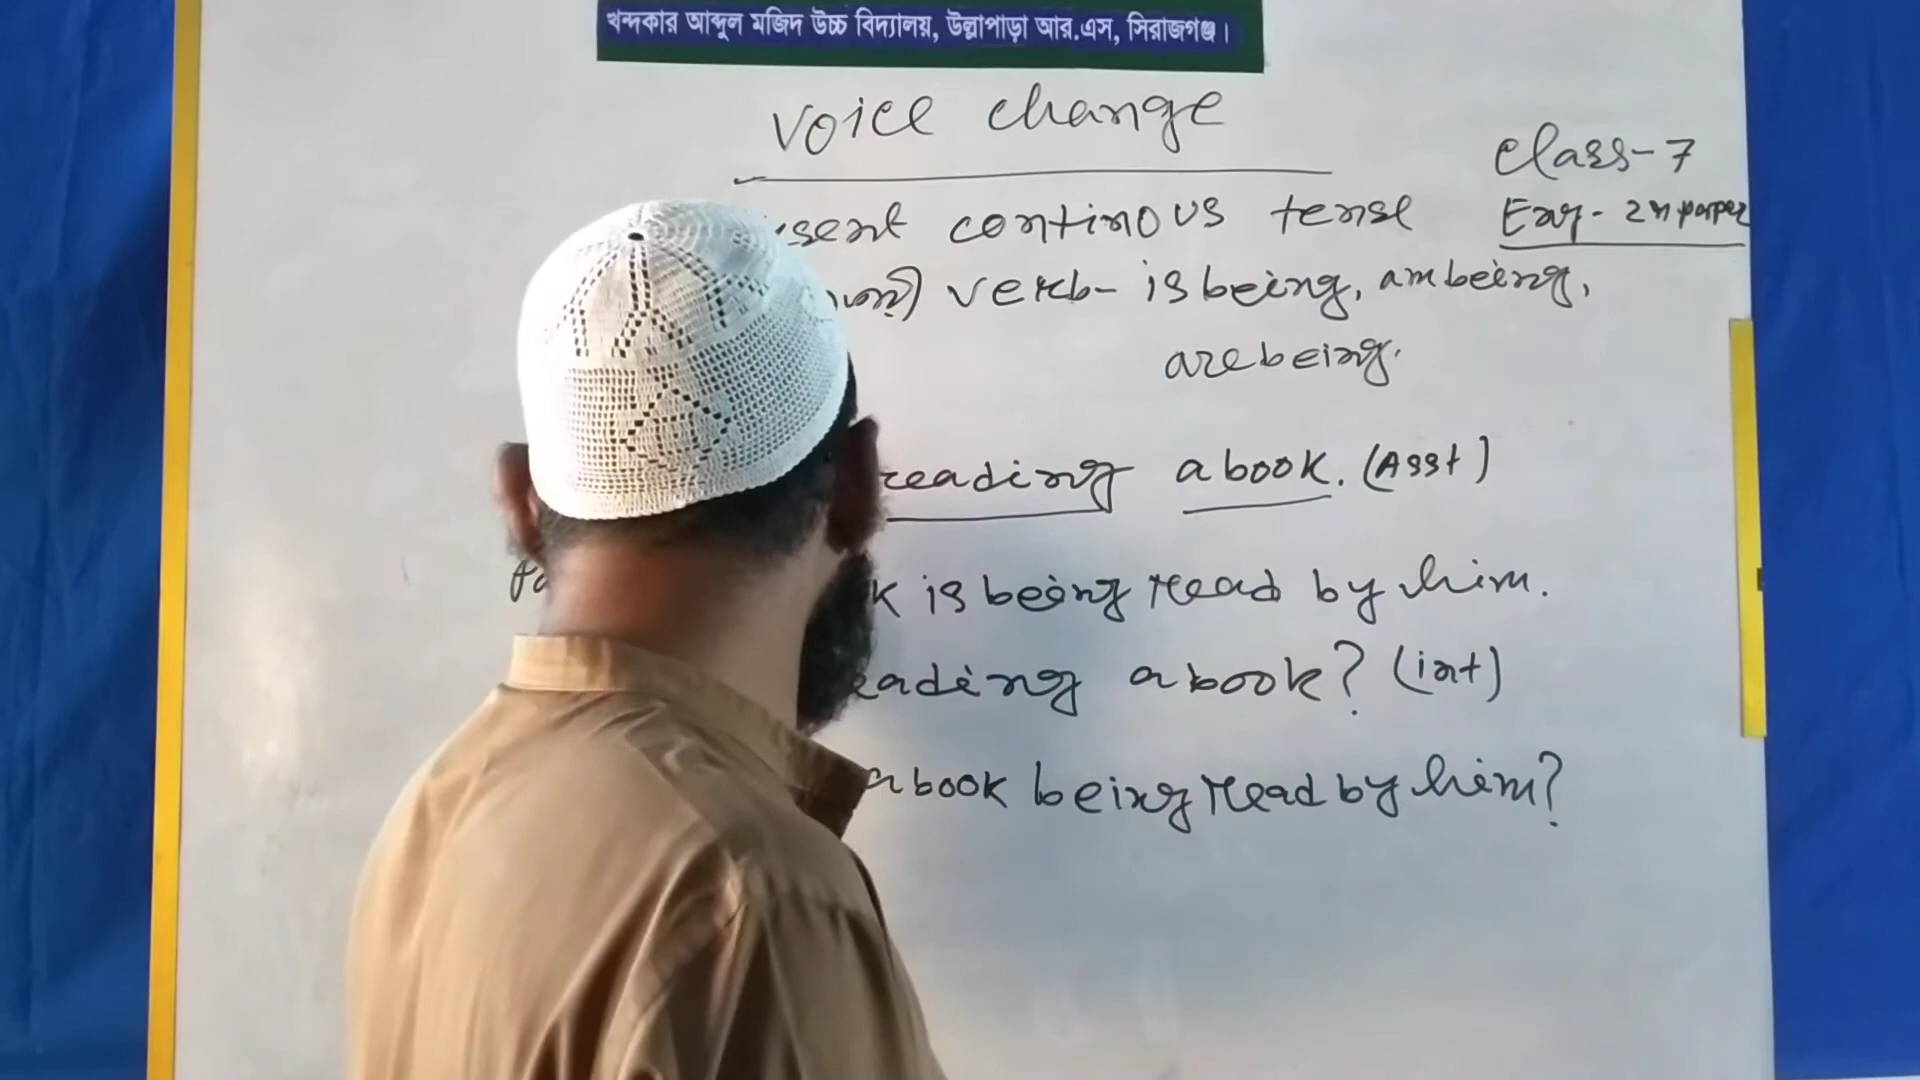 খন্দকার আব্দুল মজিদ উচ্চ বিদ্যালয়, উল্লাপাড়া আর.এস, সিরাজগঞ্জ।
voice change
class-7
sent continous tense
Eng- 2n paper
verb- is being, am being,
are being.
reading a book. (Asst)
k is being read by him.
eading a book? (int)
a book being read by him?